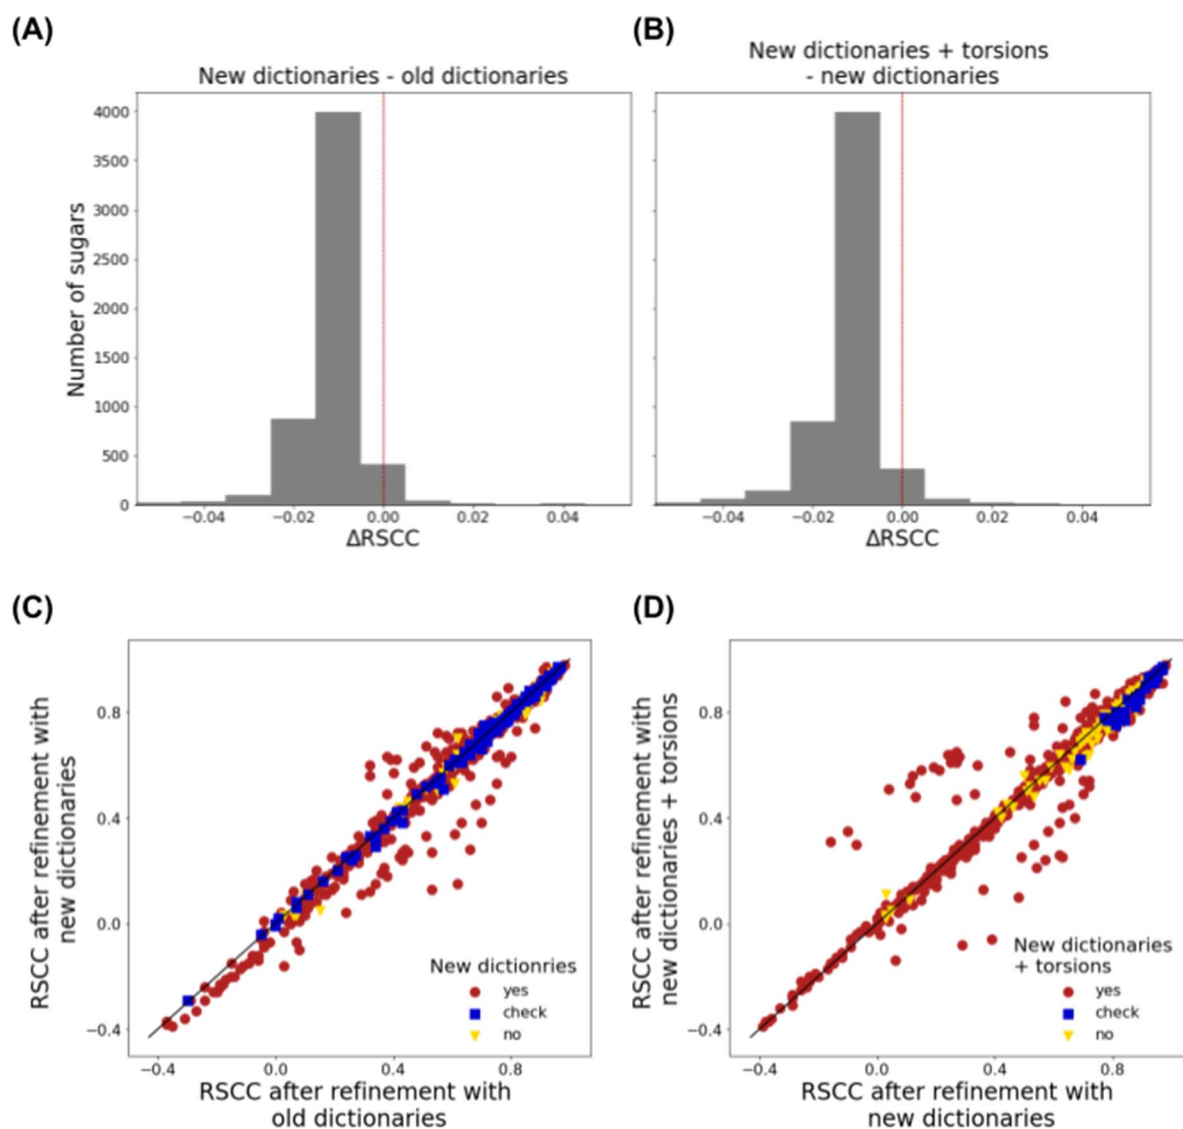 (A)
New dictionaries - old dictionaries
Number of sugars
4000
3500
3000
2500
2000
1500
1000
500
0
−0.04
−0.02
0.00
0.02
0.04
ΔRSCC
(B)
New dictionaries + torsions
- new dictionaries
−0.04
−0.02
0.00
0.02
0.04
ΔRSCC
(C)
RSCC after refinement with
new dictionaries
0.8
0.4
0.0
−0.4
New dictionries
yes
check
no
−0.4
0.0
0.4
0.8
RSCC after refinement with
old dictionaries
(D)
RSCC after refinement with
new dictionaries + torsions
0.8
0.4
0.0
−0.4
New dictionaries
+ torsions
yes
check
no
−0.4
0.0
0.4
0.8
RSCC after refinement with
new dictionaries